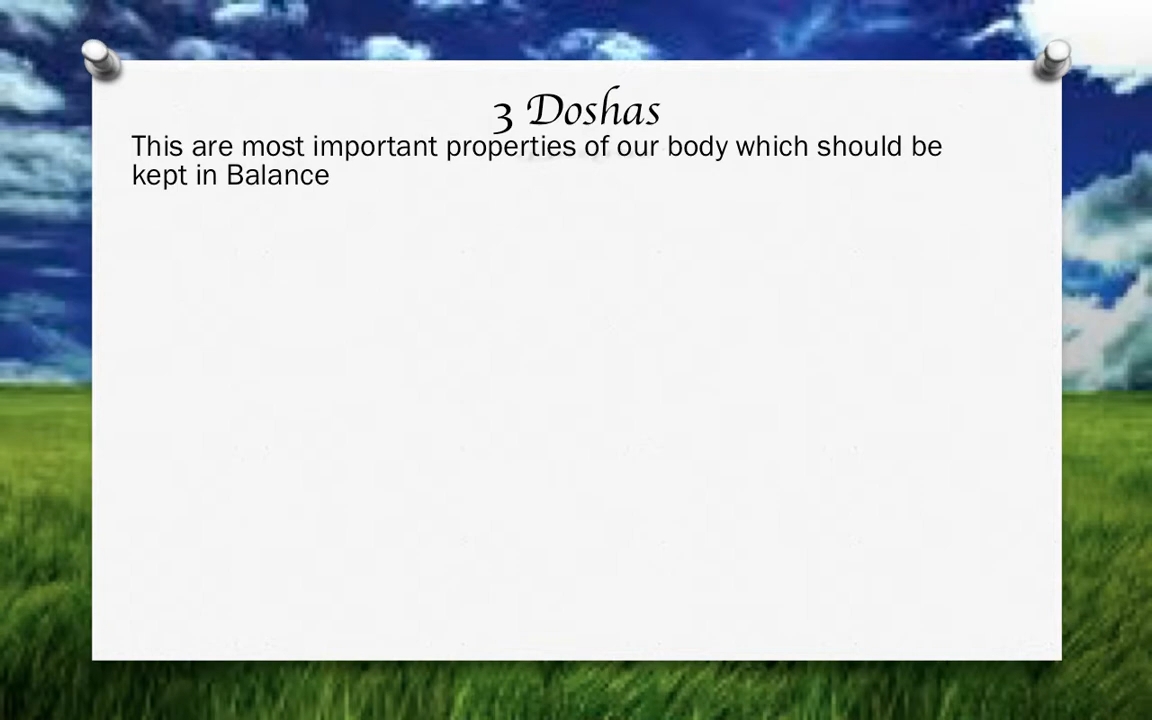 3 Doshas
This are most important properties of our body which should be
kept in Balance